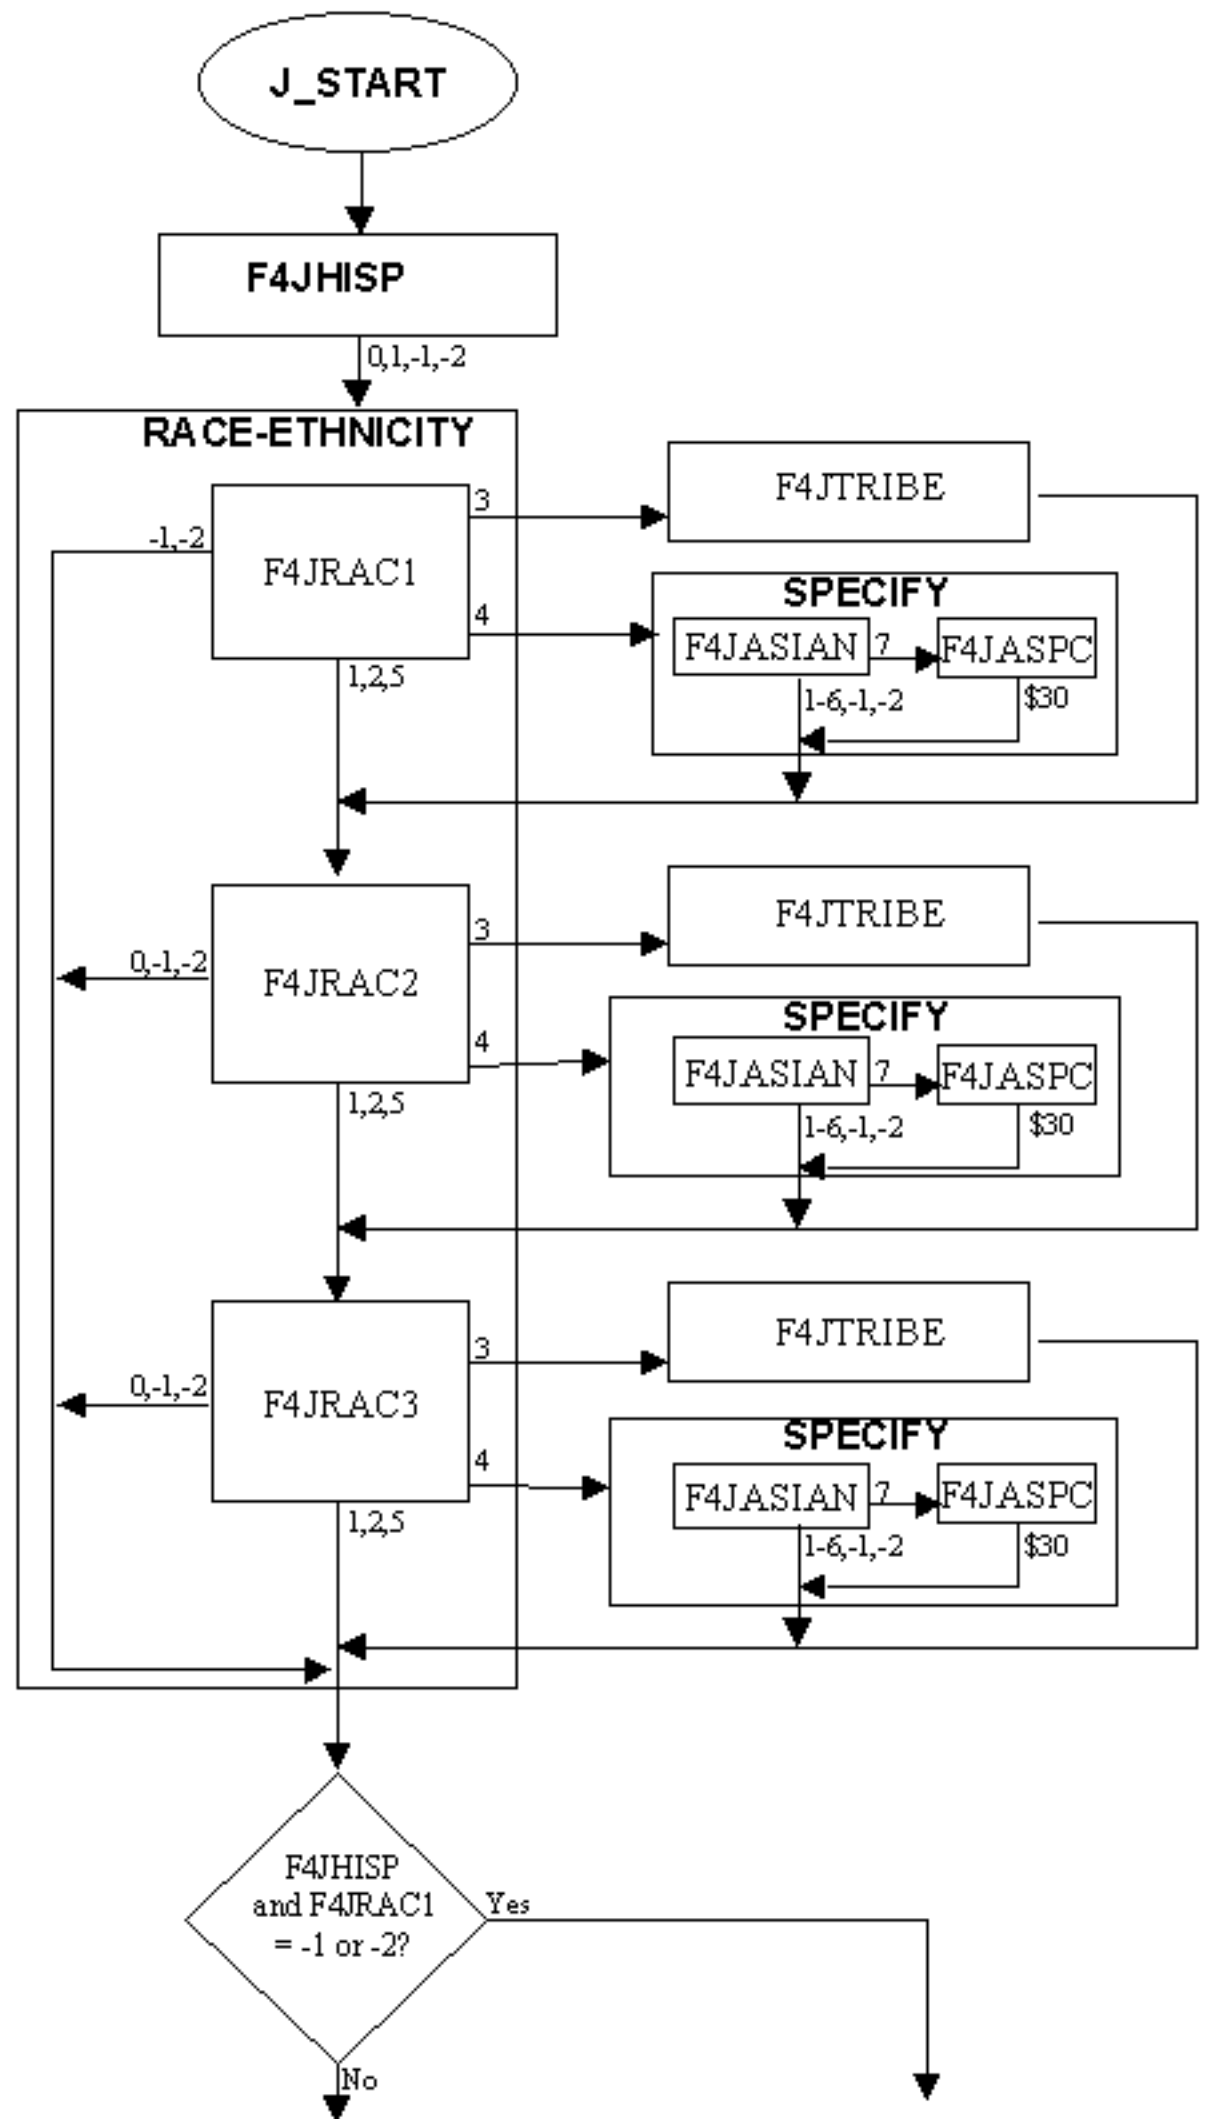 J_START
F4JHISP
0,1,-1,-2
RACE-ETHNICITY
F4JRAC1
-1,-2
3
F4JTRIBE
4
SPECIFY
F4JASIAN
7
F4JASPC
1-6,-1,-2
$30
1,2,5
F4JRAC2
0,-1,-2
3
F4JTRIBE
4
SPECIFY
F4JASIAN
7
F4JASPC
1-6,-1,-2
$30
1,2,5
F4JRAC3
0,-1,-2
3
F4JTRIBE
4
SPECIFY
F4JASIAN
7
F4JASPC
1-6,-1,-2
$30
1,2,5
F4JHISP
and F4JRAC1
= -1 or -2?
Yes
No